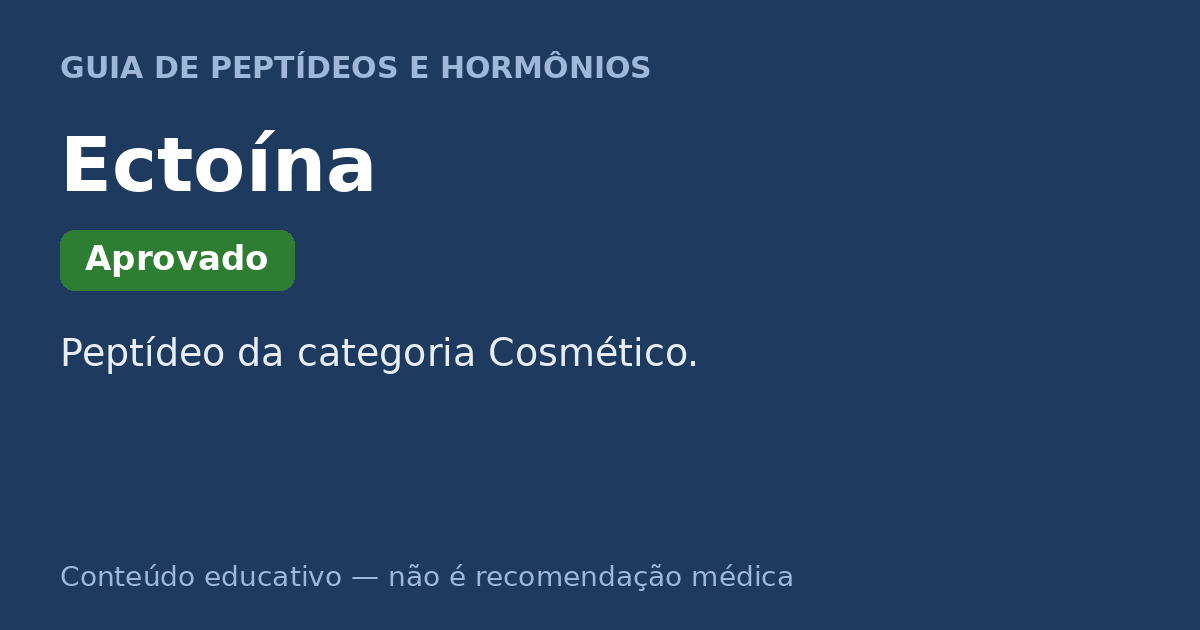 GUIA DE PEPTÍDEOS E HORMÔNIOS
Ectoína
Aprovado
Peptídeo da categoria Cosmético.
Conteúdo educativo — não é recomendação médica